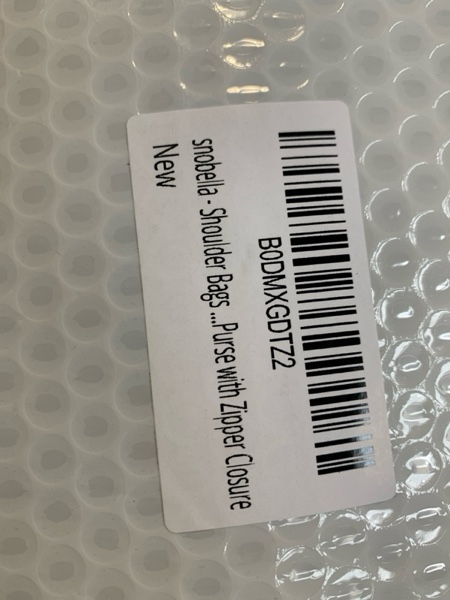 B0DMXGDTZ2
snobella - Shoulder Bags ...Purse with Zipper Closure
New